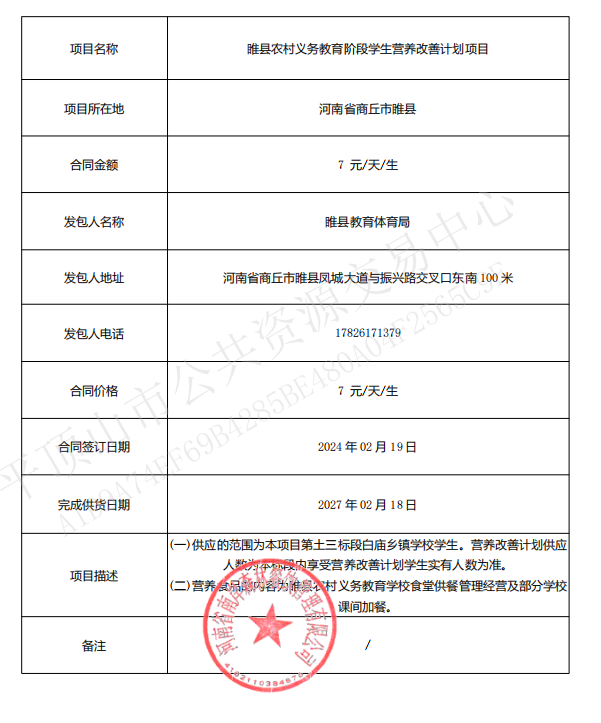 项目名称 睢县农村义务教育阶段学生营养改善计划项目
项目所在地 河南省商丘市睢县
合同金额 7 元/天/生
发包人名称 睢县教育体育局
发包人地址 河南省商丘市睢县凤城大道与振兴路交叉口东南 100 米
发包人电话 17826171379
合同价格 7 元/天/生
合同签订日期 2024 年 02 月 19 日
完成供货日期 2027 年 02 月 18 日
项目描述
(一)供应的范围为本项目第土三标段白庙乡镇学校学生。营养改善计划供应
人数为本标段内享受营养改善计划学生实有人数为准。
(二)营养食品的内容为睢县农村义务教育学校食堂供餐管理经营及部分学校
课间加餐。
备注 /
平顶山市公共资源交易中心